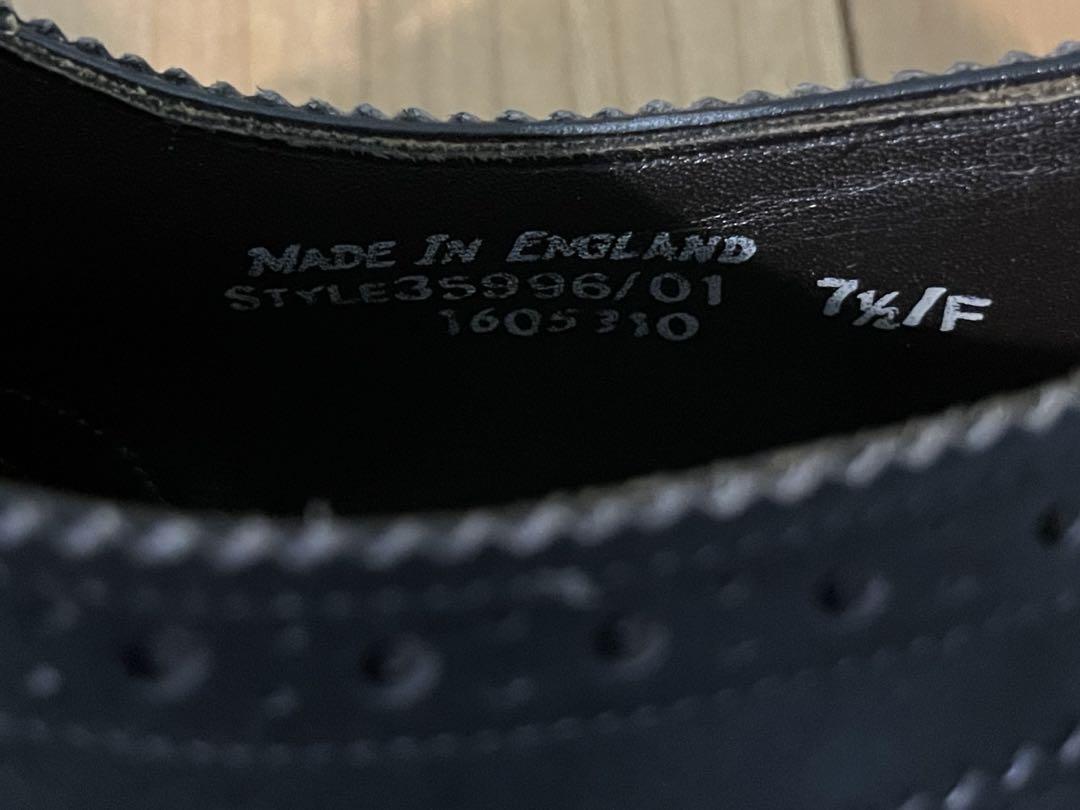 MADE IN ENGLAND
STYLE35996/01
1605310
7½/F